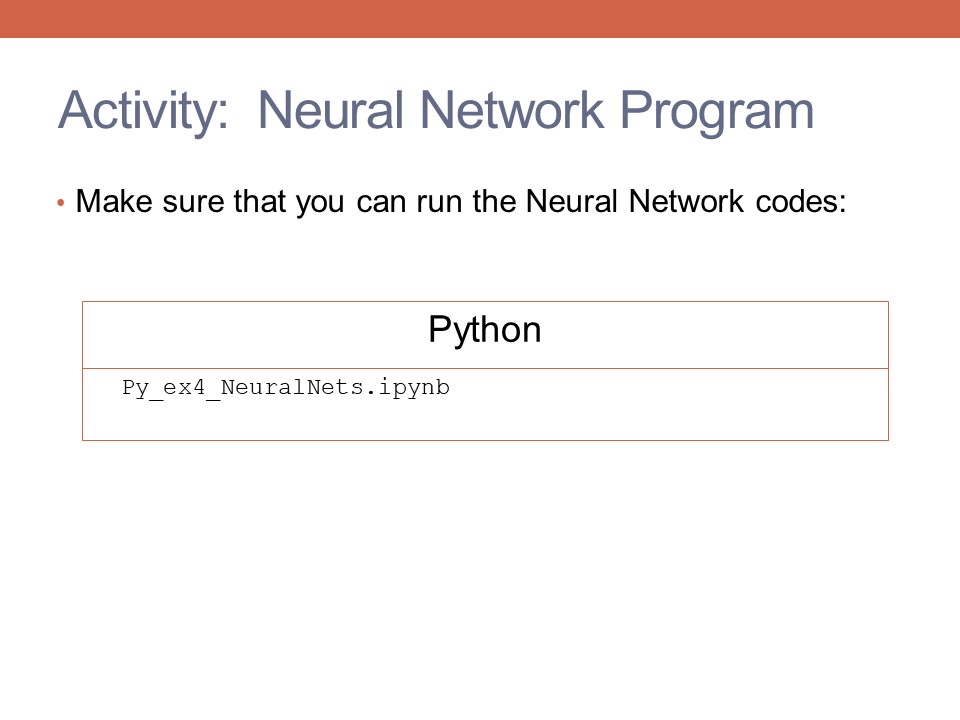 Activity: Neural Network Program
• Make sure that you can run the Neural Network codes:
Python
Py_ex4_NeuralNets.ipynb